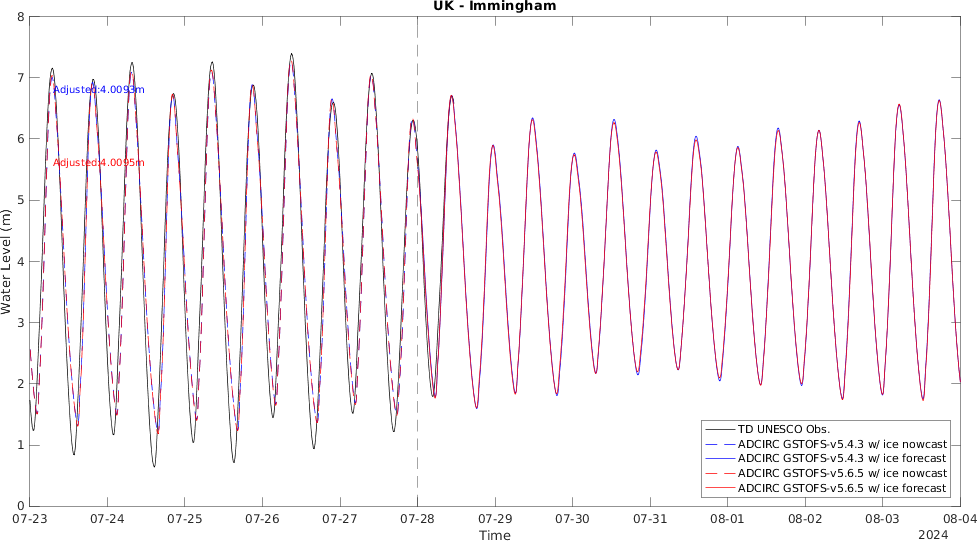 UK - Immingham
8
7
6
5
4
3
2
1
0
Water Level (m)
Adjusted:4.0093m
Adjusted:4.0095m
TD UNESCO Obs.
ADCIRC GSTOFS-v5.4.3 w/ ice nowcast
ADCIRC GSTOFS-v5.4.3 w/ ice forecast
ADCIRC GSTOFS-v5.6.5 w/ ice nowcast
ADCIRC GSTOFS-v5.6.5 w/ ice forecast
07-23 07-24 07-25 07-26 07-27 07-28 07-29 07-30 07-31 08-01 08-02 08-03 08-04
Time
2024